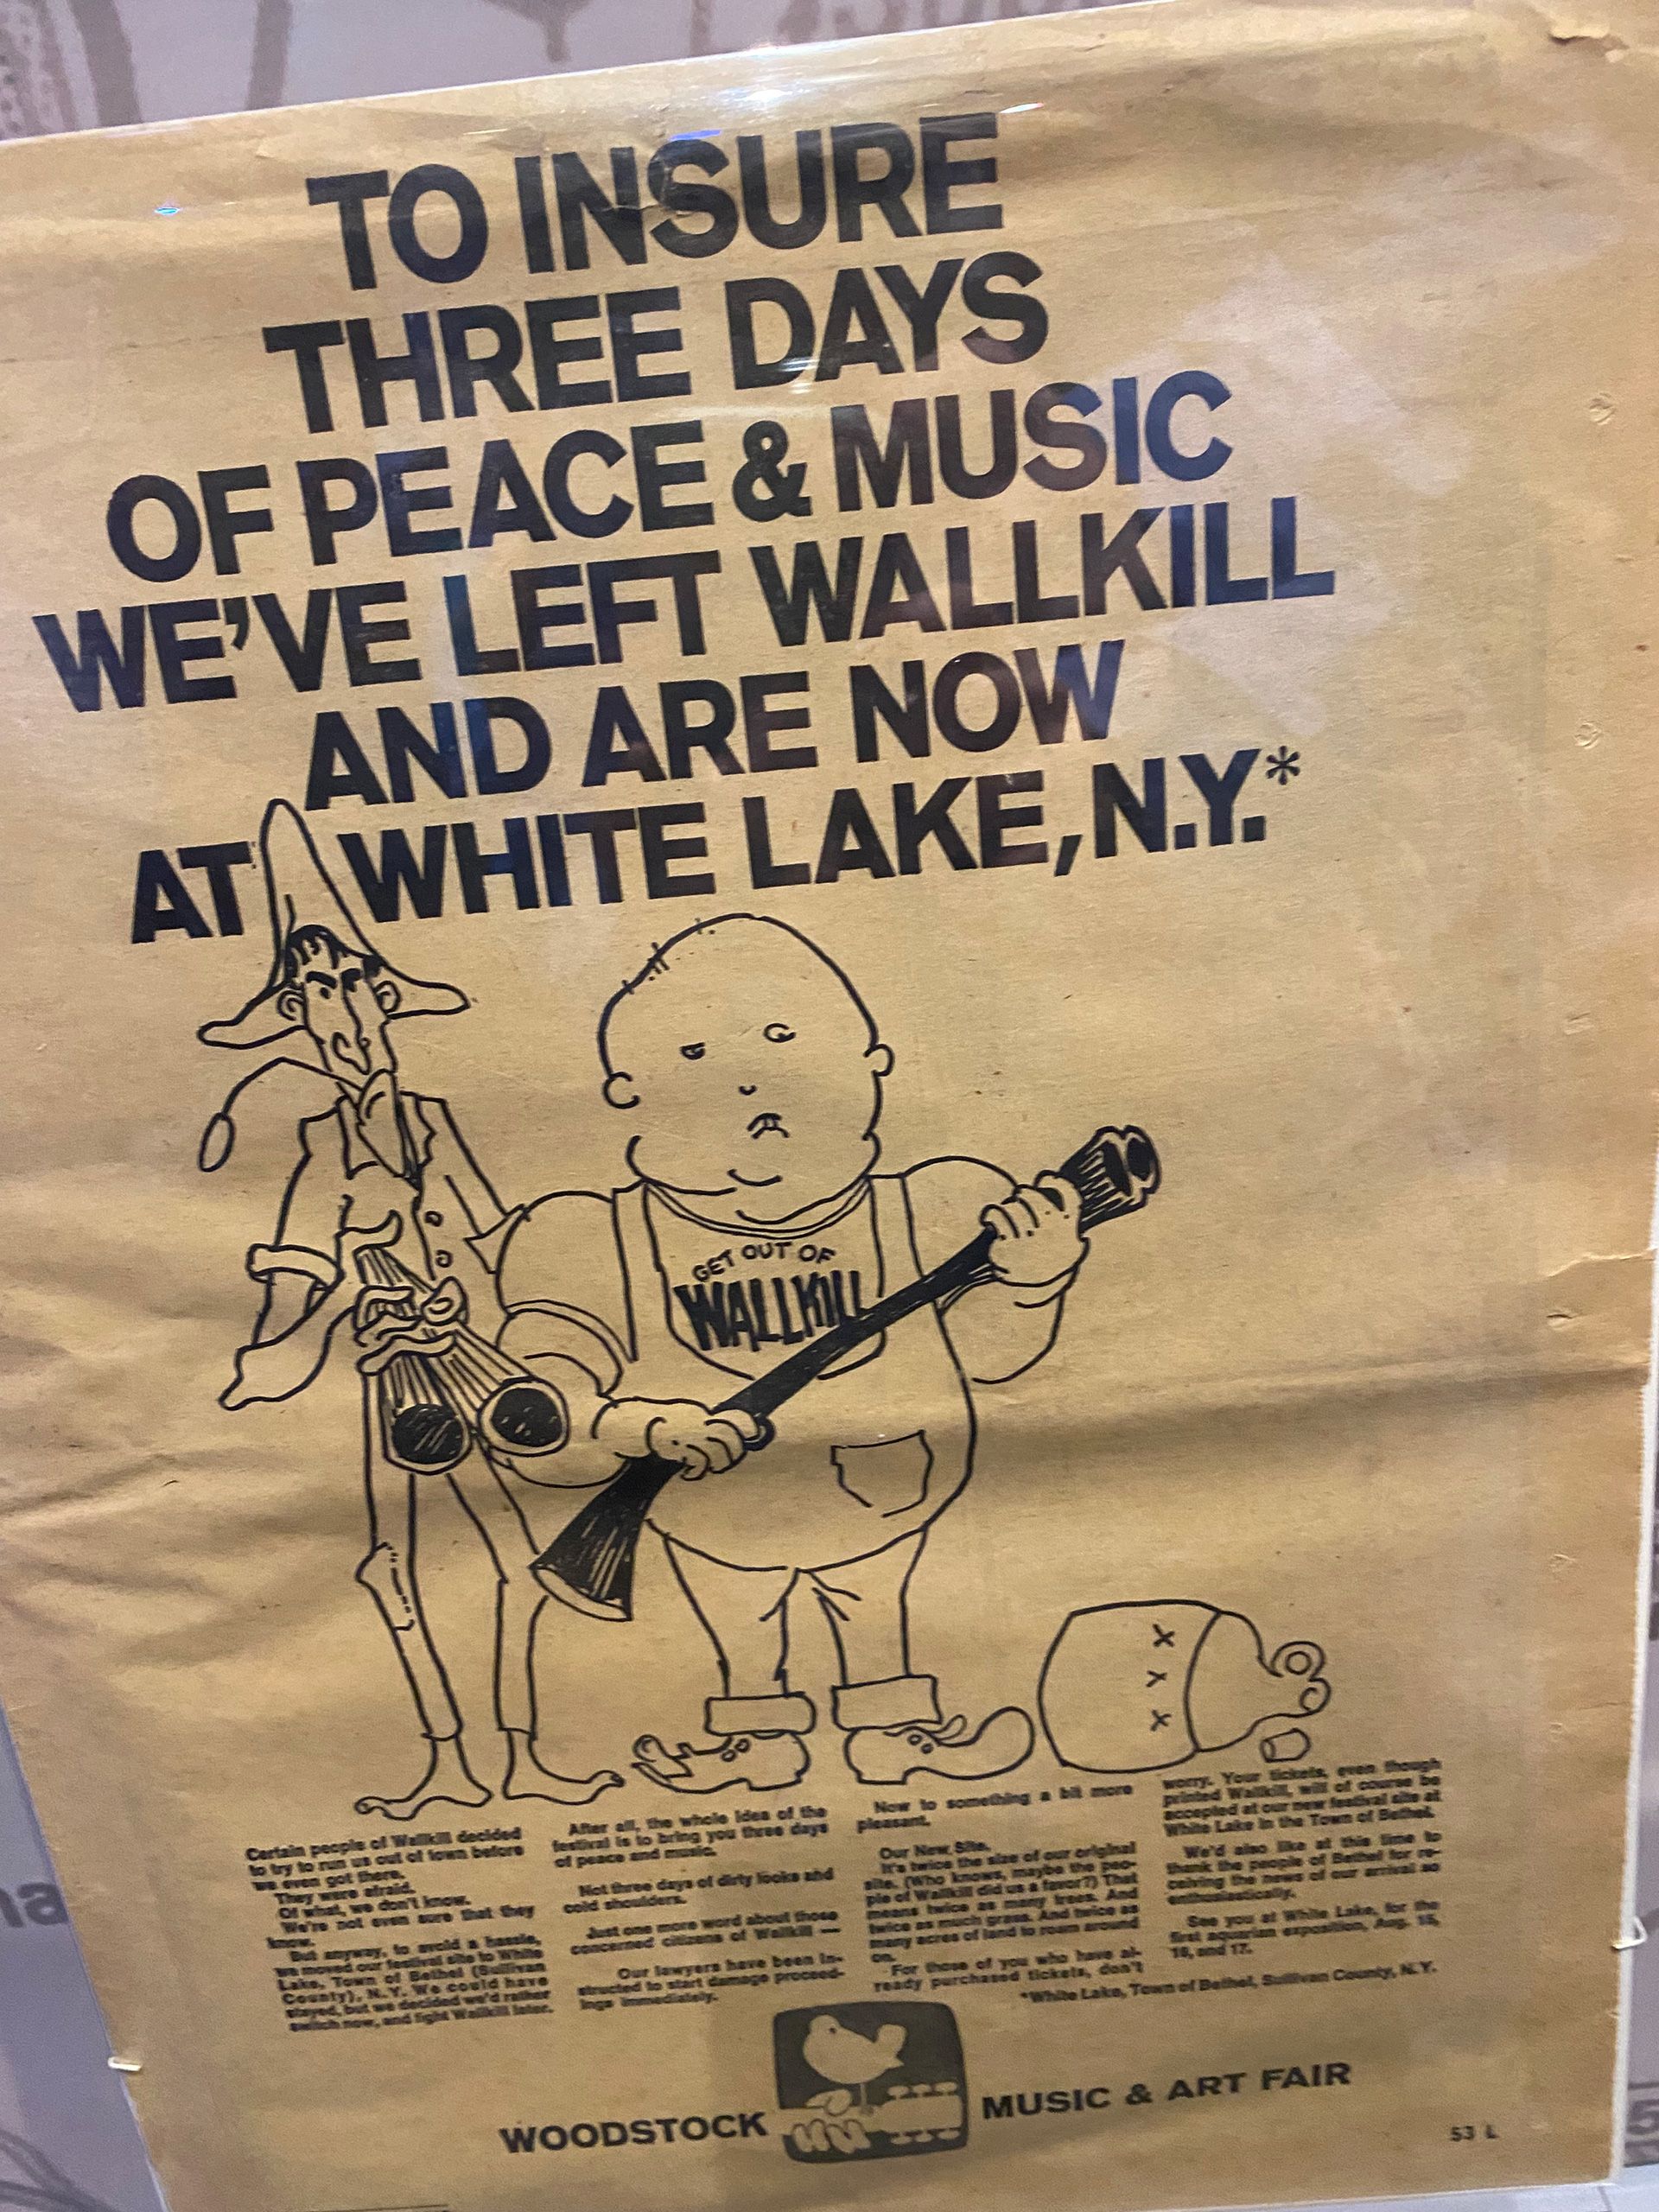 TO INSURE
THREE DAYS
OF PEACE & MUSIC
WE'VE LEFT WALLKILL
AND ARE NOW
AT WHITE LAKE, N.Y.*
GET OUT OF
WALLKILL
Certain people of Wallkill decided
to try to run us out of town before
we even got there.
They were afraid.
Of what, we don't know.
We're not even sure that they
know.
But anyway, to avoid a hassle,
we moved our festival site to White
Lake, Town of Bethel (Sullivan
County), N.Y. We could have
stayed, but we decided we'd rather
switch now, and fight Wallkill later.
After all, the whole idea of the
festival is to bring you three days
of peace and music.
Not three days of dirty looks and
cold shoulders.
Just one more word about those
concerned citizens of Wallkill —
Our lawyers have been in-
structed to start damage proceed-
ings immediately.
Now to something a bit more
pleasant.
Our New Site.
It's twice the size of our original
site. (Who knows, maybe the peo-
ple of Wallkill did us a favor?) That
means twice as many trees. And
twice as much grass. And twice as
many acres of land to roam around
on.
For those of you who have al-
ready purchased tickets, don't
worry. Your tickets, even though
printed Wallkill, will of course be
accepted at our new festival site at
White Lake in the Town of Bethel.
We'd also like at this time to
thank the people of Bethel for re-
ceiving the news of our arrival so
enthusiastically.
See you at White Lake, for the
first aquarian exposition, Aug. 15,
16, and 17.
*White Lake, Town of Bethel, Sullivan County, N.Y.
WOODSTOCK MUSIC & ART FAIR
53 L